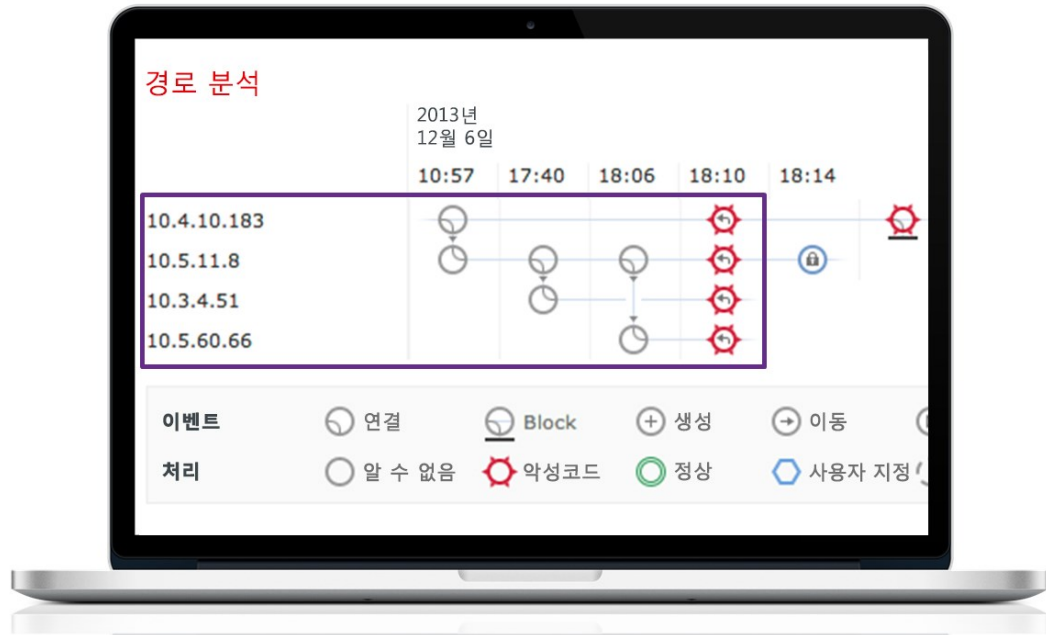 경로 분석
2013년
12월 6일
10:57 17:40 18:06 18:10 18:14
10.4.10.183
10.5.11.8
10.3.4.51
10.5.60.66
이벤트 연결 Block 생성 이동
처리 알 수 없음 악성코드 정상 사용자 지정